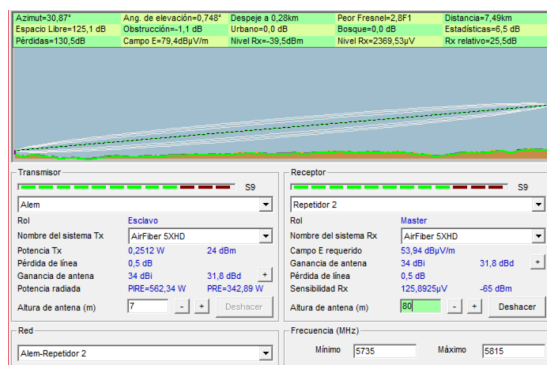 Azimut=30,87° Ang. de elevación=0,748° Despeje a 0,28km Peor Fresnel=2,8F1 Distancia=7,49km
Espacio Libre=125,1 dB Obstrucción=-1,1 dB Urbano=0,0 dB Bosque=0,0 dB Estadísticas=6,5 dB
Pérdidas=130,5dB Campo E=79,4dBµV/m Nivel Rx=-39,5dBm Nivel Rx=2369,53µV Rx relativo=25,5dB
Transmisor
S9
Alem
Rol Esclavo
Nombre del sistema Tx AirFiber 5XHD
Potencia Tx 0,2512 W 24 dBm
Pérdida de línea 0,5 dB
Ganancia de antena 34 dBi 31,8 dBd +
Potencia radiada PIRE=562,34 W PRE=342,89 W
Altura de antena (m) 7 - + Deshacer
Receptor
S9
Repetidor 2
Rol Master
Nombre del sistema Rx AirFiber 5XHD
Campo E requerido 53,94 dBµV/m
Ganancia de antena 34 dBi 31,8 dBd +
Pérdida de línea 0,5 dB
Sensibilidad Rx 125,8925µV -65 dBm
Altura de antena (m) 80 - + Deshacer
Red
Alem-Repetidor 2
Frecuencia (MHz)
Mínimo 5735 Máximo 5815